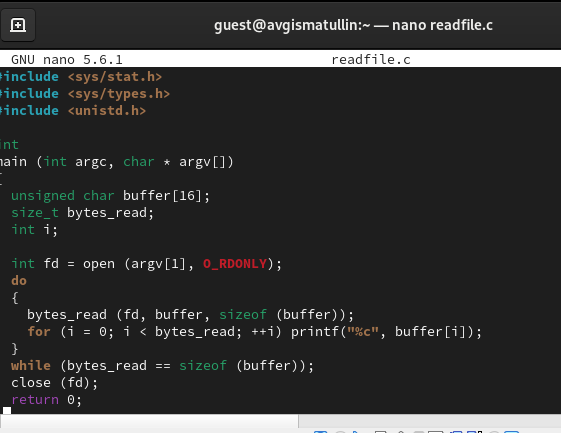 guest@avgismatullin:~ — nano readfile.c
GNU nano 5.6.1 readfile.c
#include <sys/stat.h>
#include <sys/types.h>
#include <unistd.h>
int
main (int argc, char * argv[])
{
unsigned char buffer[16];
size_t bytes_read;
int i;
int fd = open (argv[1], O_RDONLY);
do
{
bytes_read (fd, buffer, sizeof (buffer));
for (i = 0; i < bytes_read; ++i) printf("%c", buffer[i]);
}
while (bytes_read == sizeof (buffer));
close (fd);
return 0;